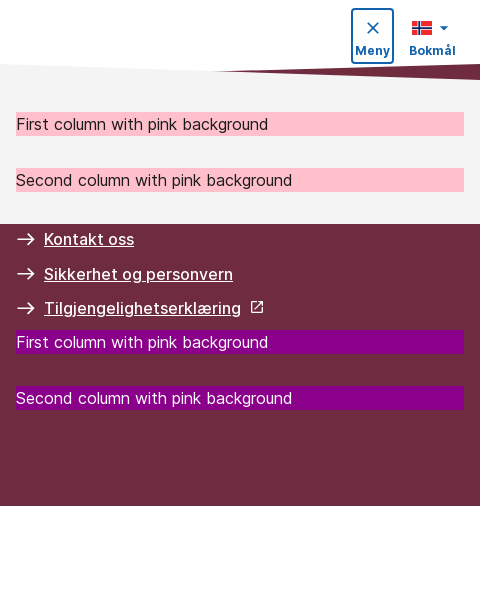 Meny
Bokmål
First column with pink background
Second column with pink background
Kontakt oss
Sikkerhet og personvern
Tilgjengelighetserklæring
First column with pink background
Second column with pink background